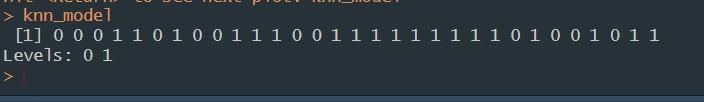 Hit <Return> to see next plot: knn_model
> knn_model
[1] 0 0 0 1 1 0 1 0 0 1 1 1 0 0 1 1 1 1 1 1 1 1 1 0 1 0 0 1 0 1 1
Levels: 0 1
>